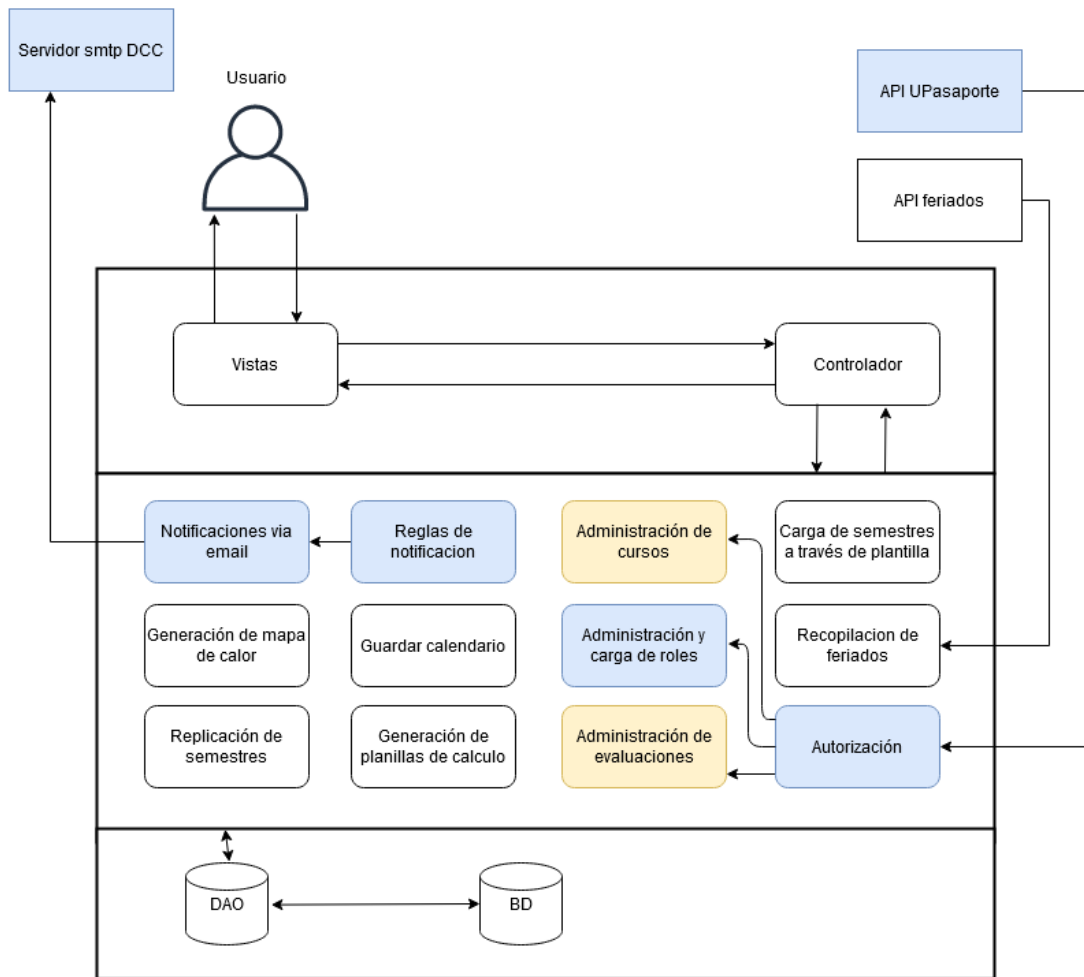 Servidor smtp DCC
Usuario
API UPasaporte
API feriados
Vistas
Controlador
Notificaciones via
email
Reglas de
notificacion
Administración de
cursos
Carga de semestres
a través de plantilla
Generación de mapa
de calor
Guardar calendario
Administración y
carga de roles
Recopilacion de
feriados
Replicación de
semestres
Generación de
planillas de calculo
Administración de
evaluaciones
Autorización
DAO
BD